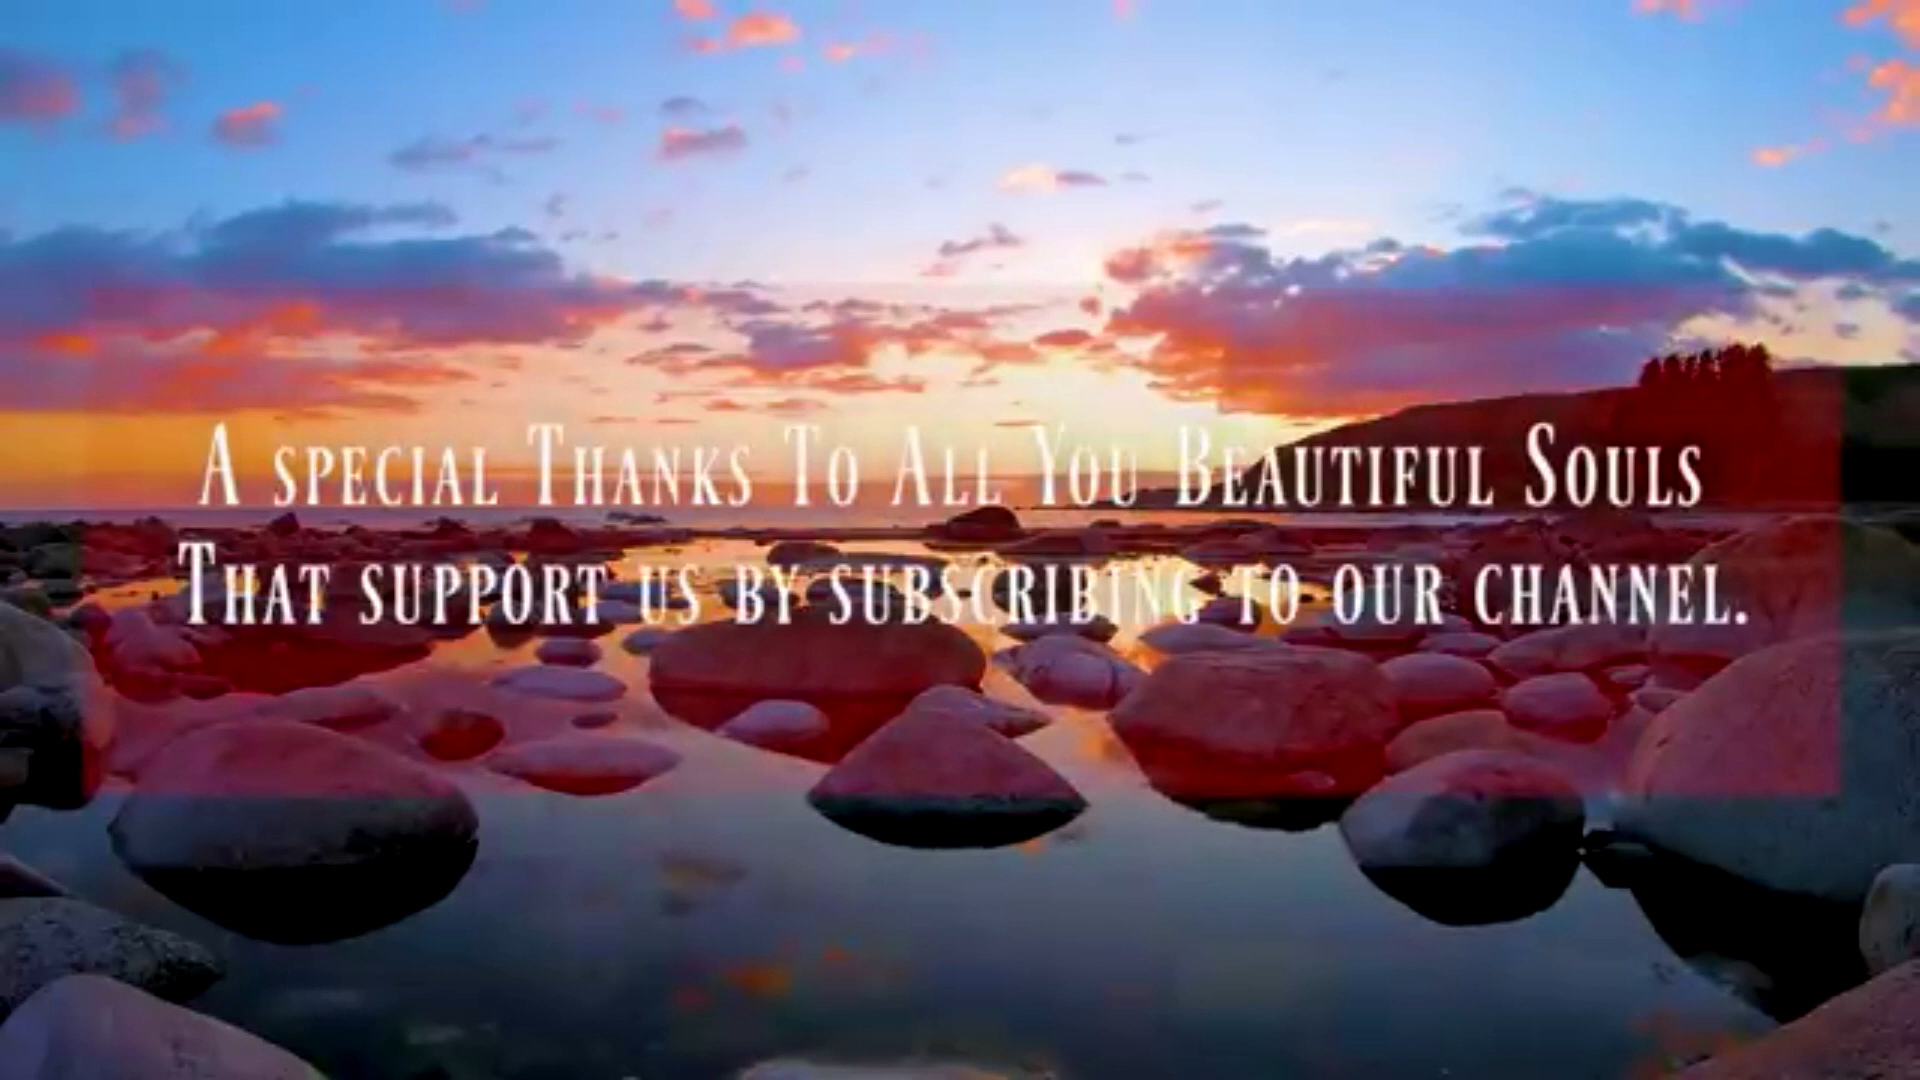 A special Thanks To All You Beautiful Souls
That support us by subscribing to our channel.